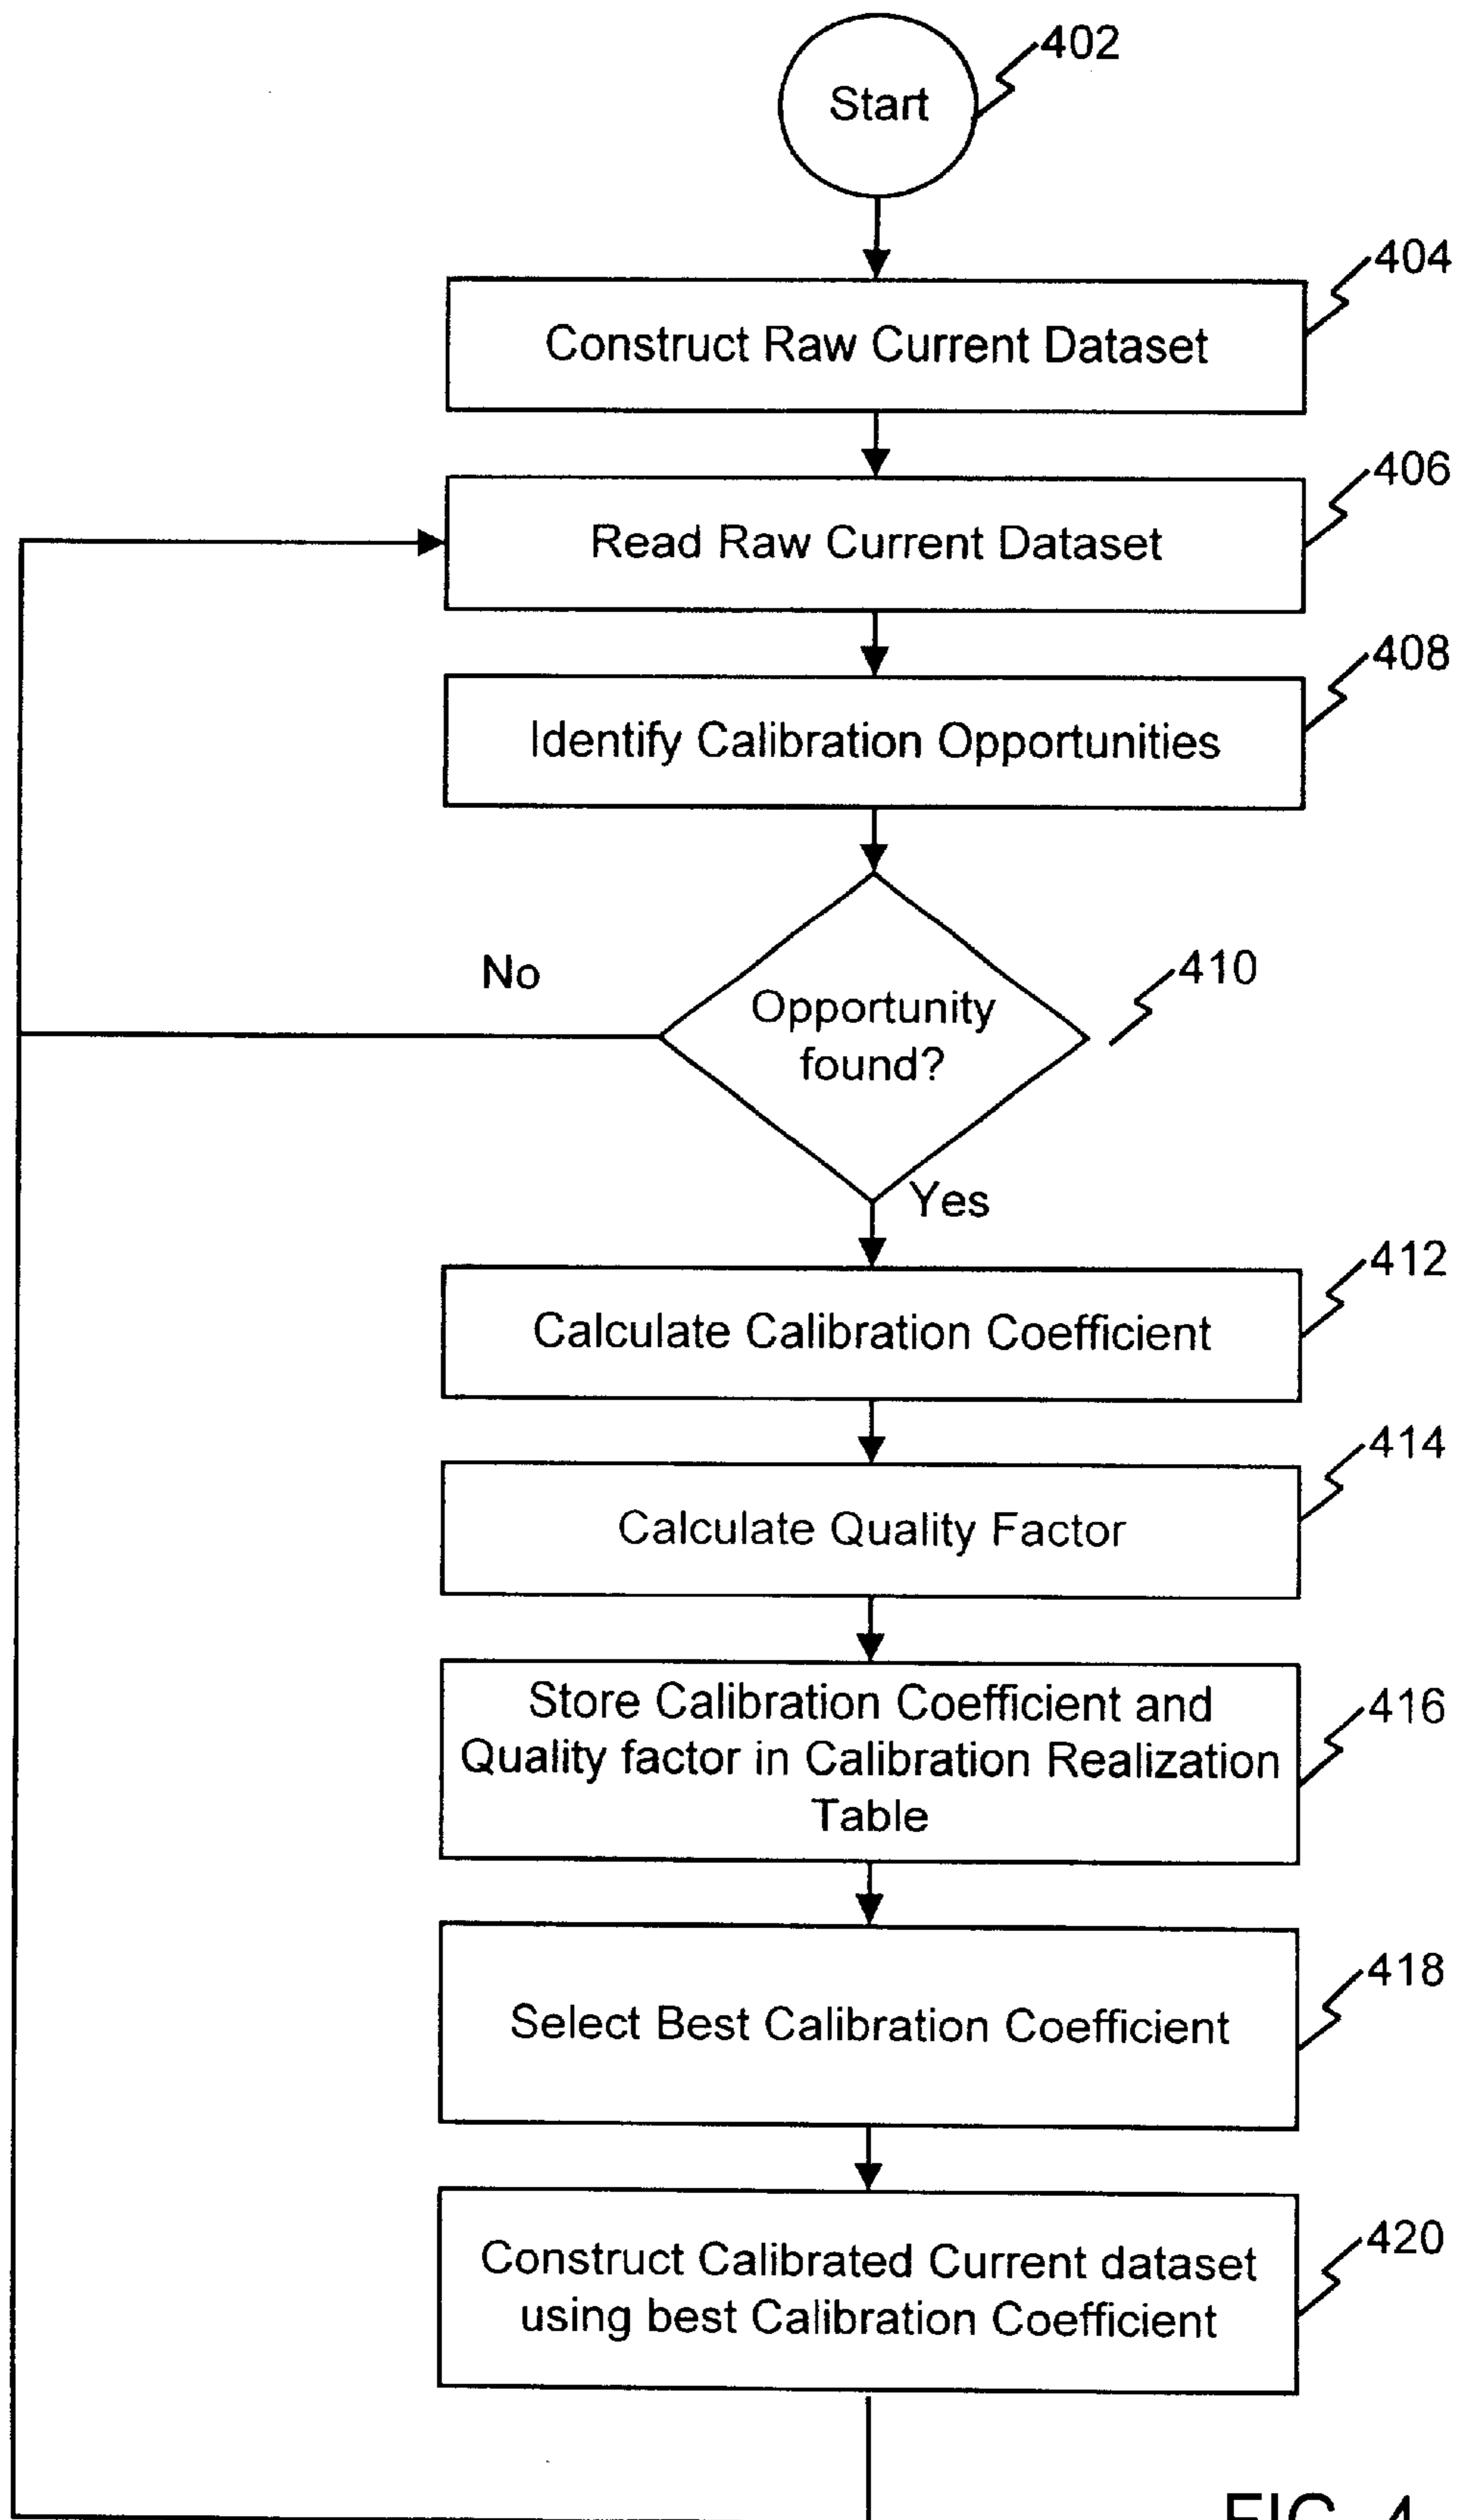 402
Start
404
Construct Raw Current Dataset
406
Read Raw Current Dataset
408
Identify Calibration Opportunities
No
410
Opportunity
found?
Yes
412
Calculate Calibration Coefficient
414
Calculate Quality Factor
Store Calibration Coefficient and
416
Quality factor in Calibration Realization
Table
418
Select Best Calibration Coefficient
420
Construct Calibrated Current dataset
using best Calibration Coefficient
FIG. 4